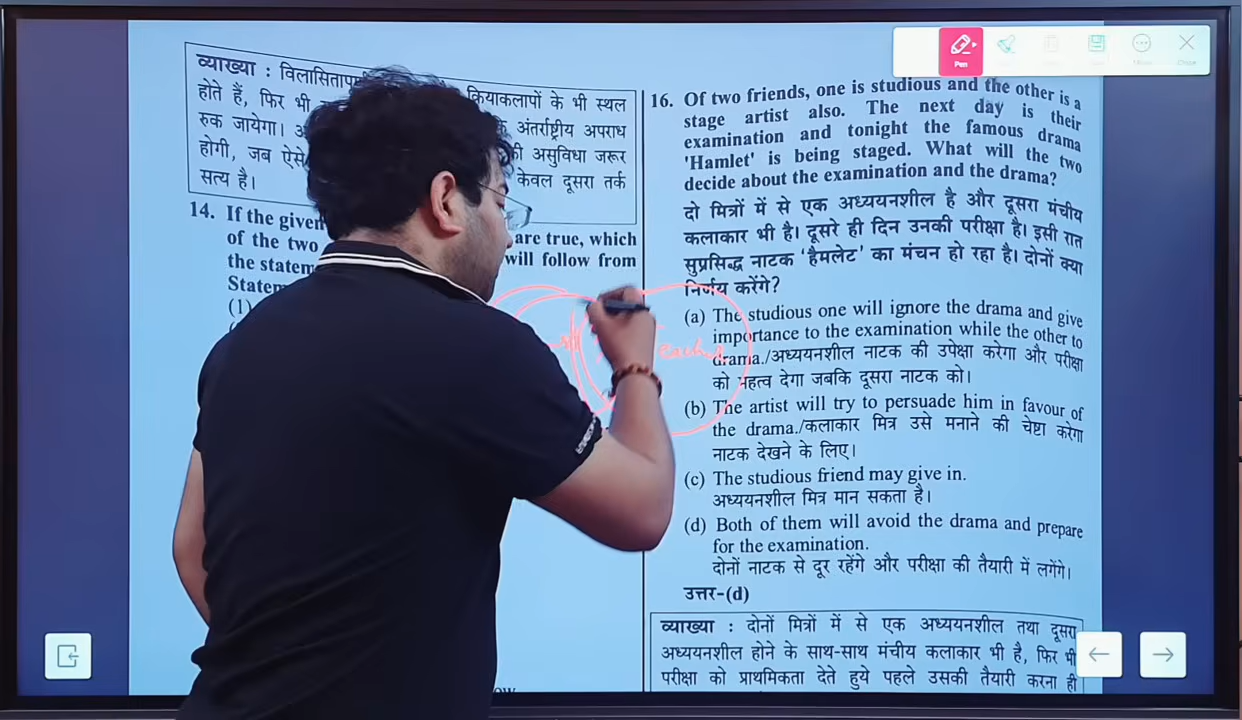 व्याख्या : विलासिताप
क्रियाकलापों के भी स्थल
होते हैं, फिर भी
अंतर्राष्ट्रीय अपराध
रुक जायेगा।
होगी, जब ऐसे
की असुविधा जरूर
सत्य है।
केवल दूसरा तर्क
14. If the given
are true, which
of the two
will follow from
the statem
Statem
(1)
16. Of two friends, one is studious and the other is a
stage artist also. The next day is their
examination and tonight the famous drama
'Hamlet' is being staged. What will the two
decide about the examination and the drama?
दो मित्रों में से एक अध्ययनशील है और दूसरा मंचीय
कलाकार भी है। दूसरे ही दिन उनकी परीक्षा है। इसी रात
सुप्रसिद्ध नाटक 'हैमलेट' का मंचन हो रहा है। दोनों क्या
निर्णय करेंगे?
(a) The studious one will ignore the drama and give
importance to the examination while the other to
drama./अध्ययनशील नाटक की उपेक्षा करेगा और परीक्षा
को महत्व देगा जबकि दूसरा नाटक को।
(b) The artist will try to persuade him in favour of
the drama./कलाकार मित्र उसे मनाने की चेष्टा करेगा
नाटक देखने के लिए।
(c) The studious friend may give in.
अध्ययनशील मित्र मान सकता है।
(d) Both of them will avoid the drama and prepare
for the examination.
दोनों नाटक से दूर रहेंगे और परीक्षा की तैयारी में लगेंगे।
उत्तर-(d)
व्याख्या : दोनों मित्रों में से एक अध्ययनशील तथा दूसरा
अध्ययनशील होने के साथ-साथ मंचीय कलाकार भी है, फिर भी
परीक्षा को प्राथमिकता देते हुये पहले उसकी तैयारी करना ही
Pen